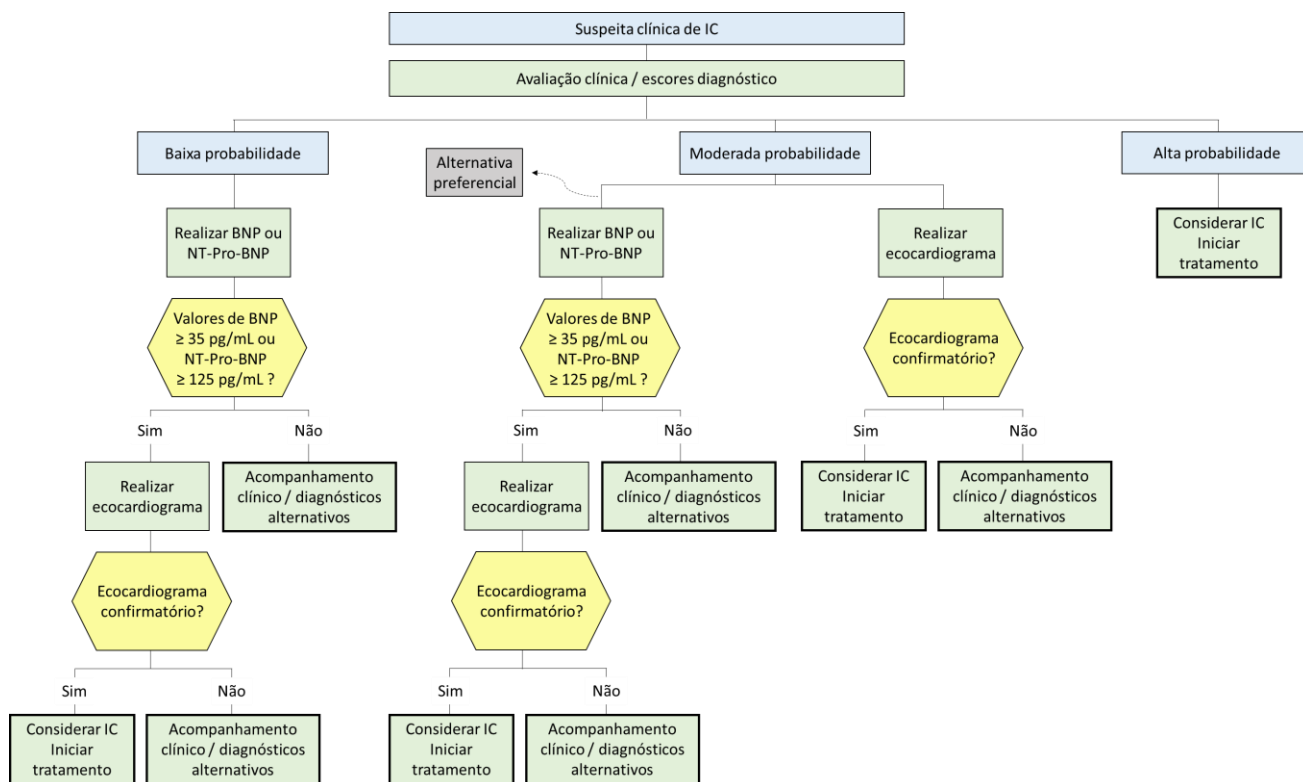 Suspeita clínica de IC
Avaliação clínica / escores diagnóstico
Baixa probabilidade
Moderada probabilidade
Alta probabilidade
Alternativa
preferencial
Realizar BNP ou
NT-Pro-BNP
Realizar BNP ou
NT-Pro-BNP
Realizar
ecocardiograma
Considerar IC
Iniciar
tratamento
Valores de BNP
≥ 35 pg/mL ou
NT-Pro-BNP
≥ 125 pg/mL ?
Valores de BNP
≥ 35 pg/mL ou
NT-Pro-BNP
≥ 125 pg/mL ?
Ecocardiograma
confirmatório?
Sim
Não
Sim
Não
Sim
Não
Realizar
ecocardiograma
Acompanhamento
clínico / diagnósticos
alternativos
Realizar
ecocardiograma
Acompanhamento
clínico / diagnósticos
alternativos
Considerar IC
Iniciar
tratamento
Acompanhamento
clínico / diagnósticos
alternativos
Ecocardiograma
confirmatório?
Ecocardiograma
confirmatório?
Sim
Não
Sim
Não
Considerar IC
Iniciar
tratamento
Acompanhamento
clínico / diagnósticos
alternativos
Considerar IC
Iniciar
tratamento
Acompanhamento
clínico / diagnósticos
alternativos